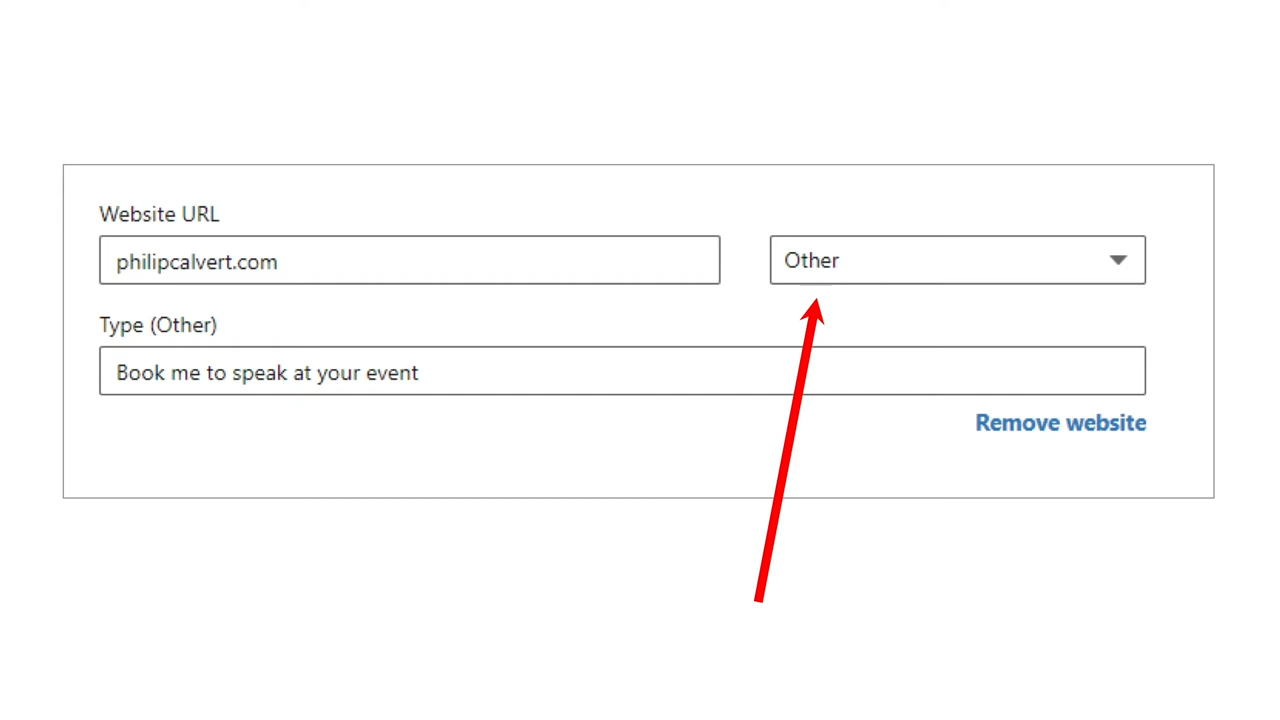 Website URL
philipcalvert.com
Other
Type (Other)
Book me to speak at your event
Remove website